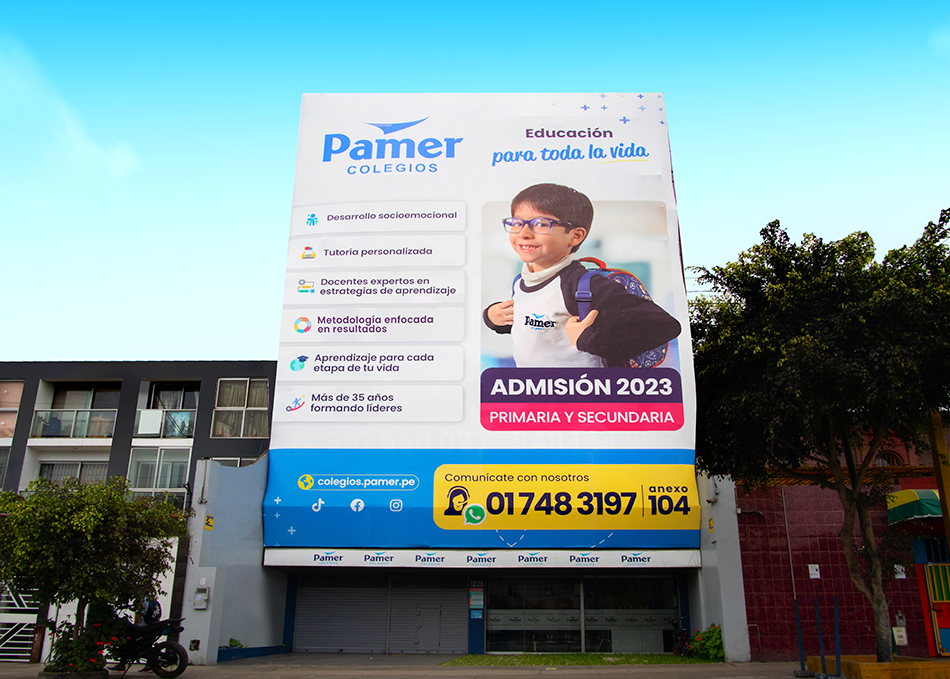 Pamer
COLEGIOS
Educación
para toda la vida
Desarrollo socioemocional
Tutoría personalizada
Docentes expertos en
estrategias de aprendizaje
Metodología enfocada
en resultados
Aprendizaje para cada
etapa de tu vida
Más de 35 años
formando líderes
Pamer
ADMISIÓN 2023
PRIMARIA Y SECUNDARIA
colegios.pamer.pe
Comunícate con nosotros
01 748 3197
anexo
104
Pamer Pamer Pamer Pamer Pamer Pamer Pamer